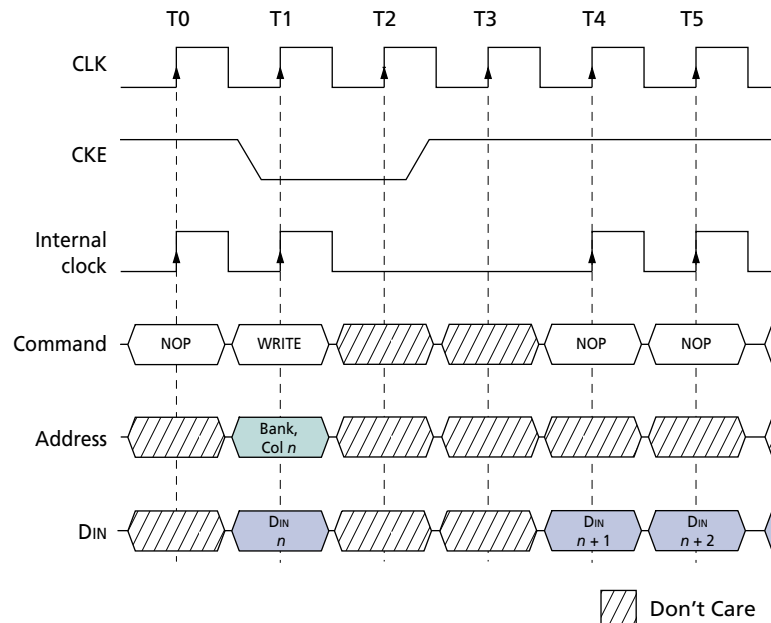 T0 T1 T2 T3 T4 T5
CLK
CKE
Internal
clock
Command NOP WRITE NOP NOP
Address Bank,
Col n
DIN DIN
n DIN
n + 1 DIN
n + 2
Don't Care